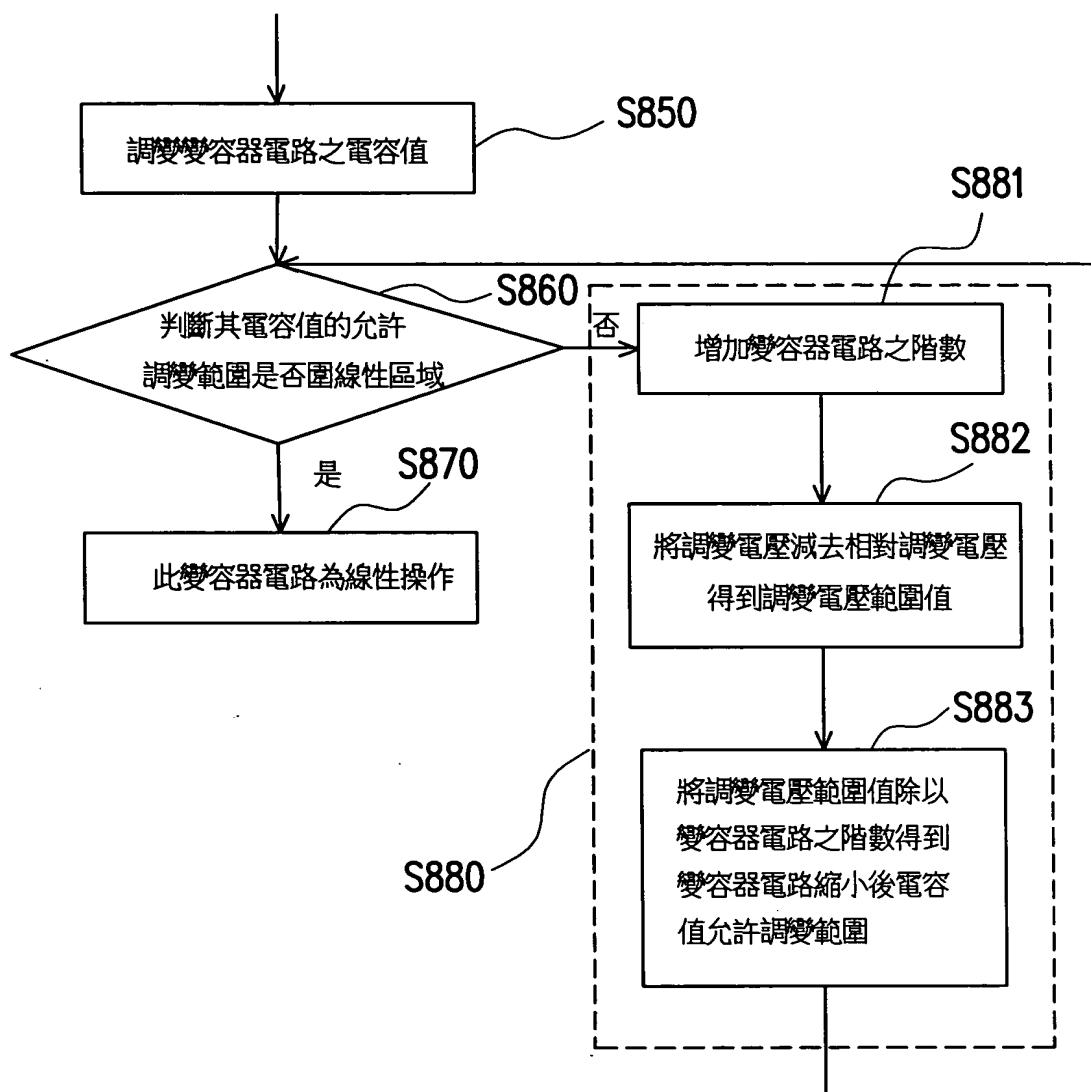 S850
調變變容器電路之電容值
S881
S860
判斷其電容值的允許
調變範圍是否圍線性區域
否
增加變容器電路之階數
S882
是
S870
將調變電壓減去相對調變電壓
得到調變電壓範圍值
此變容器電路為線性操作
S883
將調變電壓範圍值除以
變容器電路之階數得到
變容器電路縮小後電容
值允許調變範圍
S880